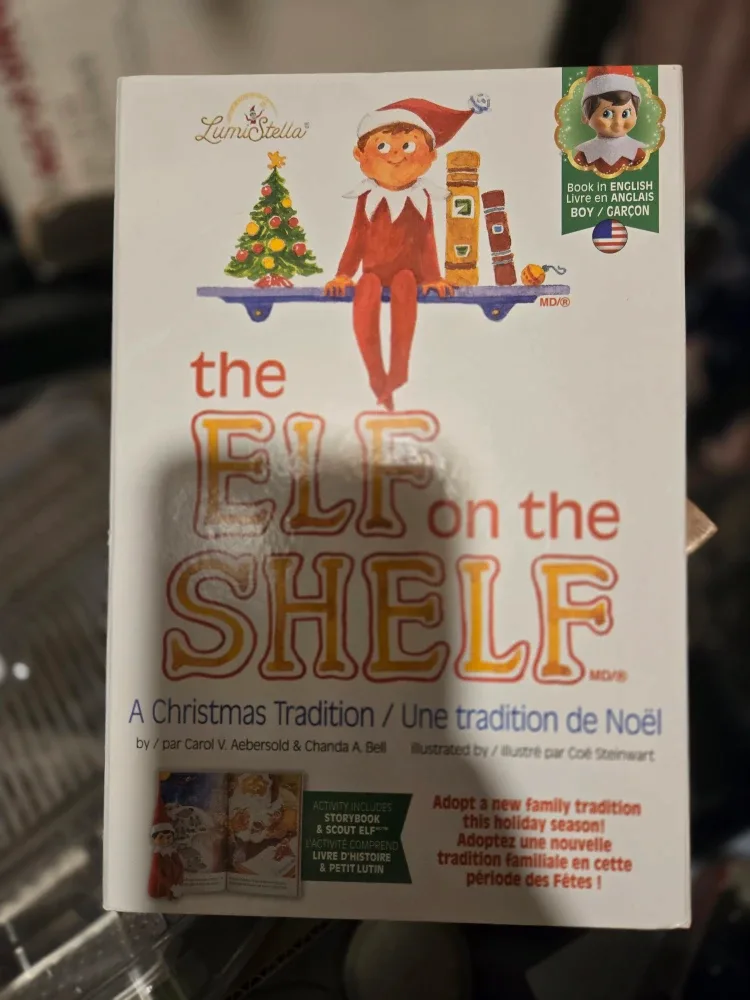 LumiStella
Book in ENGLISH
Livre en ANGLAIS
BOY / GARÇON
MD/®
the
ELF
on the
SHELF
MD/®
A Christmas Tradition / Une tradition de Noël
by / par Carol V. Aebersold & Chanda A. Bell illustrated by / illustré par Coë Steinwart
ACTIVITY INCLUDES
STORYBOOK
& SCOUT ELF
L'ACTIVITÉ COMPREND
LIVRE D'HISTOIRE
& PETIT LUTIN
Adopt a new family tradition
this holiday season!
Adoptez une nouvelle
tradition familiale en cette
période des Fêtes !